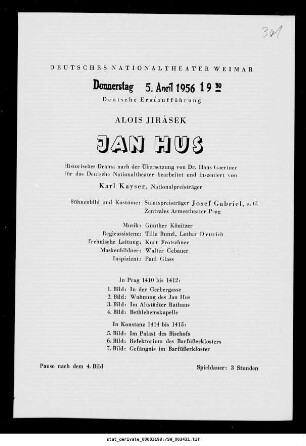 321
DEUTSCHES NATIONALTHEATER WEIMAR
Donnerstag 5. April 1956 19 30
Deutsche Erstaufführung
ALOIS JIRÁSEK
JAN HUS
Historisches Drama nach der Übersetzung von Dr. Hans Gaertner
für das Deutsche Nationaltheater bearbeitet und inszeniert von
Karl Kayser, Nationalpreisträger
Bühnenbild und Kostüme: Staatspreisträger Josef Gabriel, a. G.
Zentrales Armeetheater Prag
Musik: Günther Könitzer
Regieassistenz: Tilla Bund, Lothar Dietrich
Technische Leitung: Kurt Frotscher
Maskenbildner: Walter Gebauer
Inspizient: Paul Glass
In Prag 1410 bis 1412:
1. Bild: In der Gerbergasse
2. Bild: Wohnung des Jan Hus
3. Bild: Im Altstädter Rathaus
4. Bild: Bethlehemskapelle
In Konstanz 1414 bis 1415:
5. Bild: Im Palast des Bischofs
6. Bild: Refektorium des Barfüßerklosters
7. Bild: Gefängnis im Barfüßerkloster
Pause nach dem 4. Bild Spieldauer: 3 Stunden